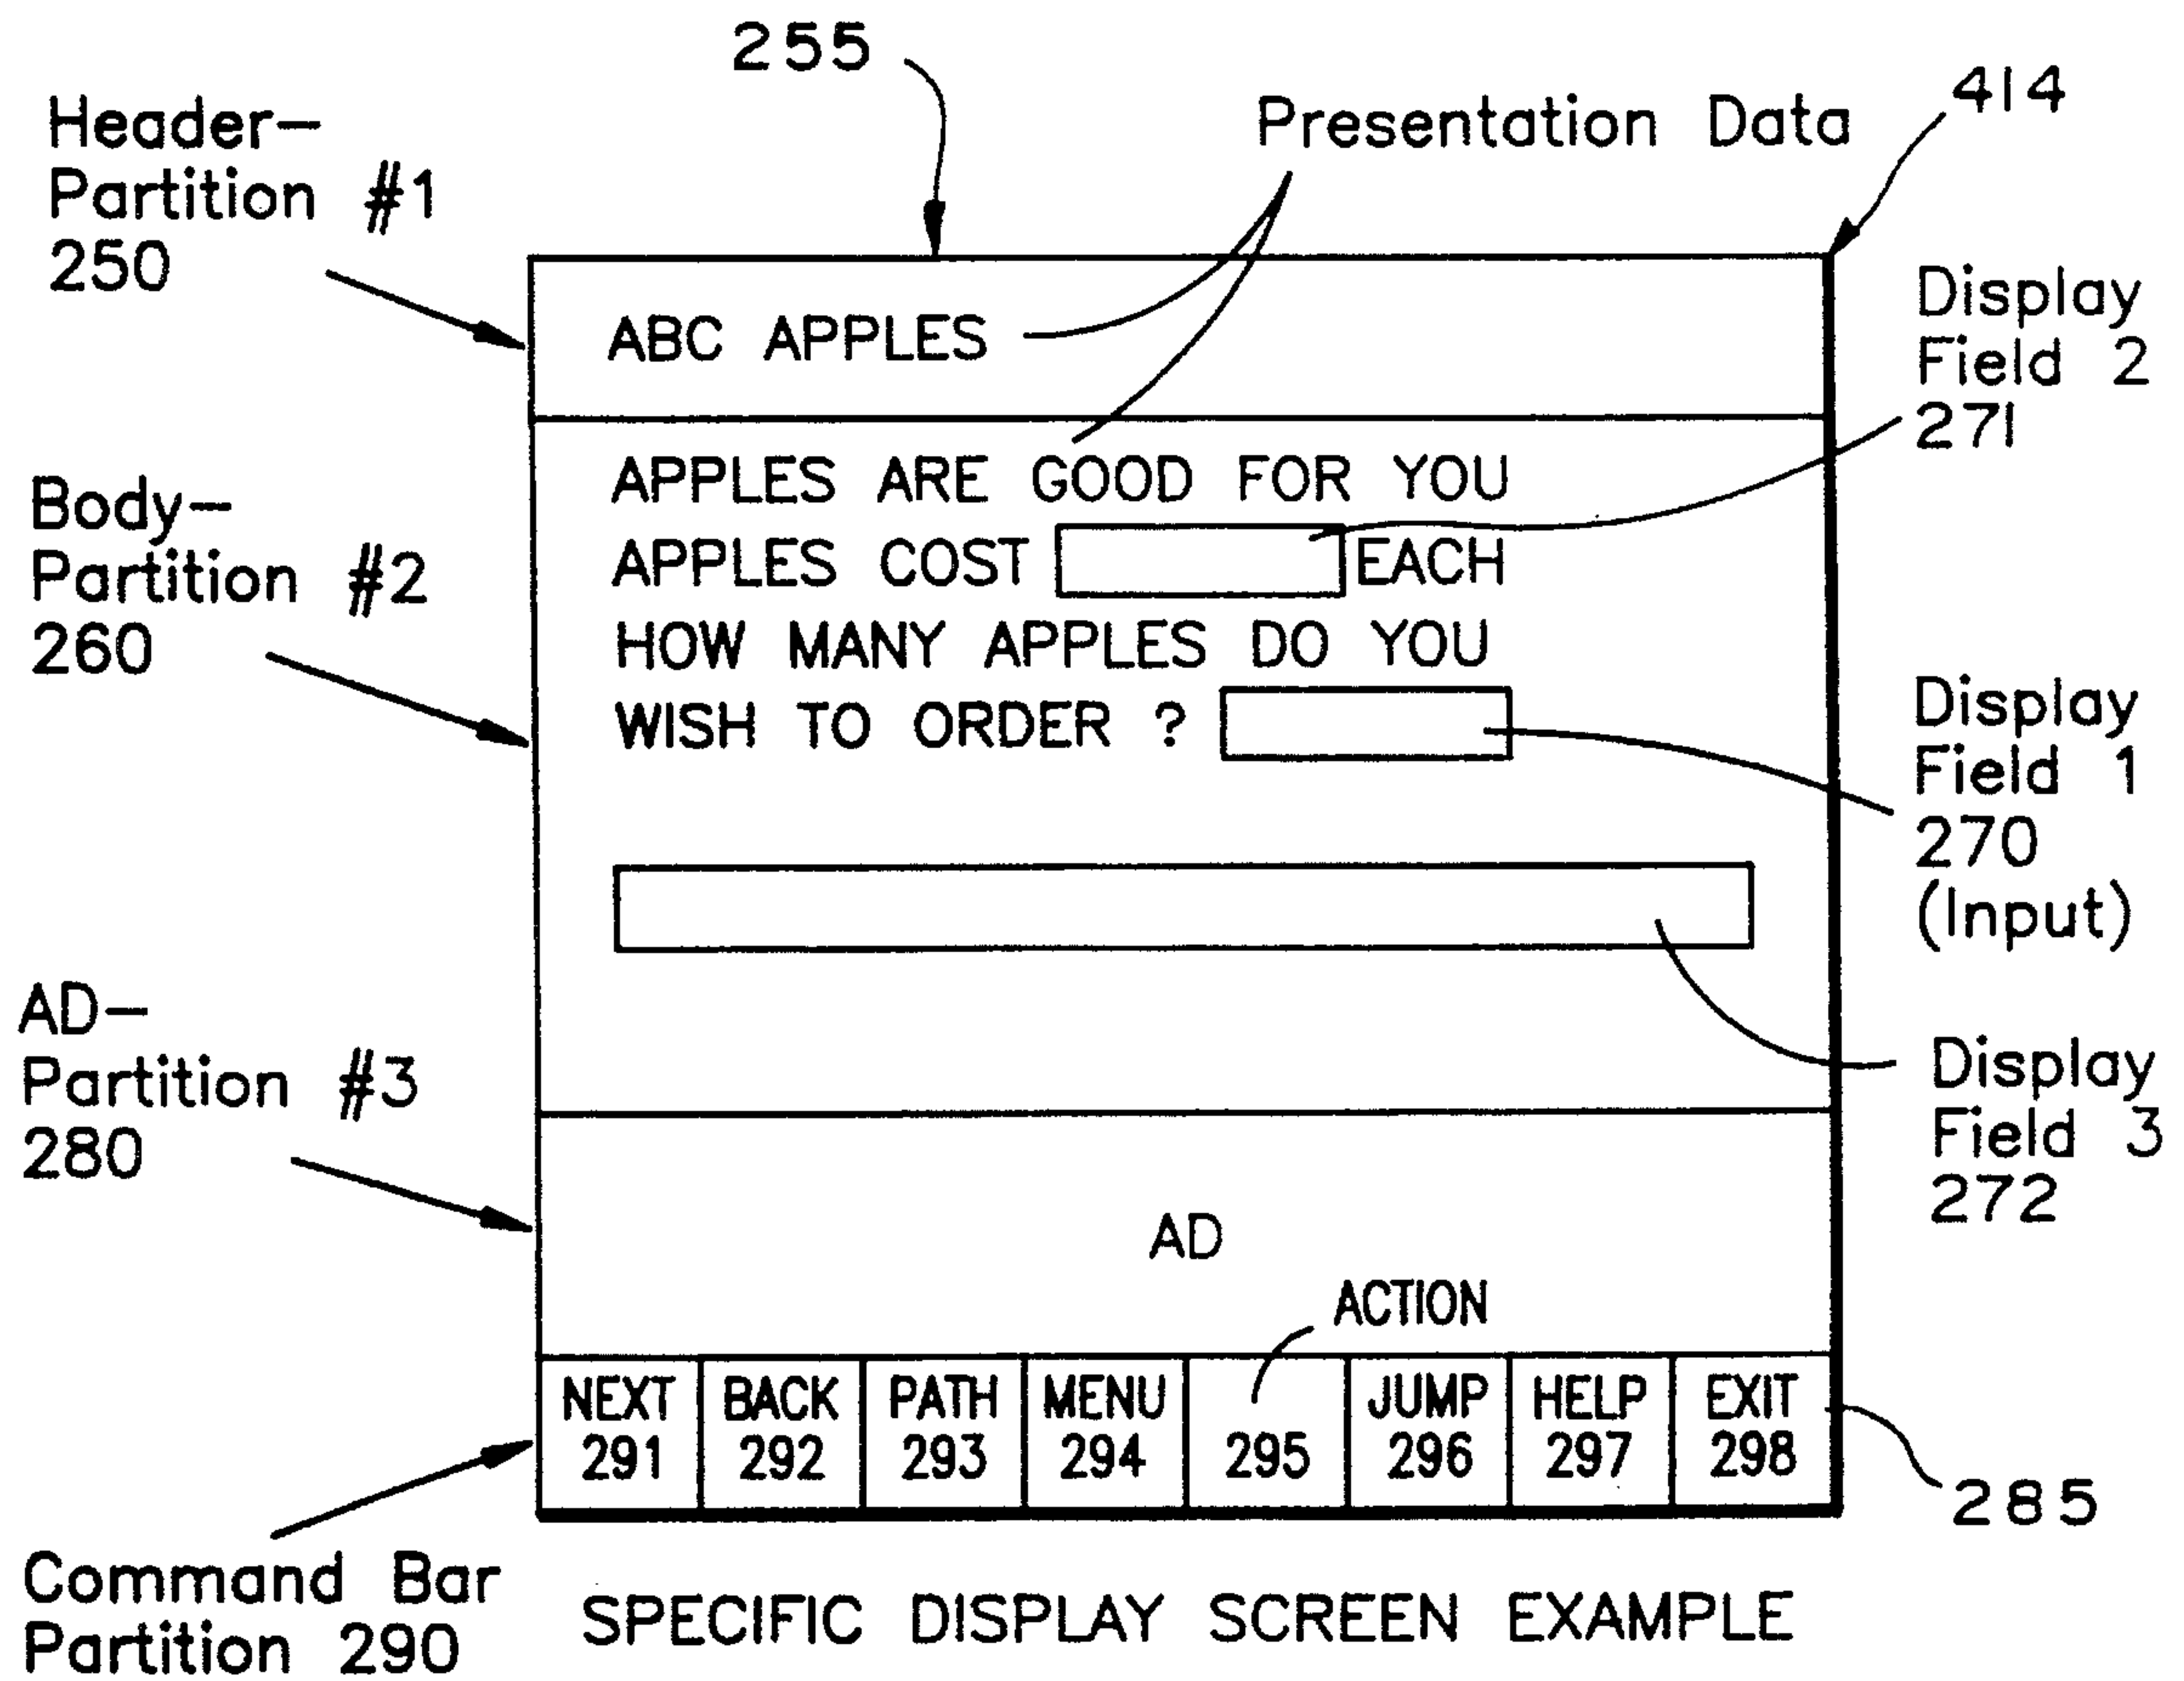 255
414
Header-
Partition #1
250
Presentation Data
ABC APPLES
Display
Field 2
271
Body-
Partition #2
260
APPLES ARE GOOD FOR YOU
APPLES COST EACH
HOW MANY APPLES DO YOU
WISH TO ORDER ?
Display
Field 1
270
(Input)
AD-
Partition #3
280
Display
Field 3
272
AD
ACTION
NEXT BACK PATH MENU JUMP HELP EXIT
291 292 293 294 295 296 297 298
285
Command Bar
Partition 290
SPECIFIC DISPLAY SCREEN EXAMPLE